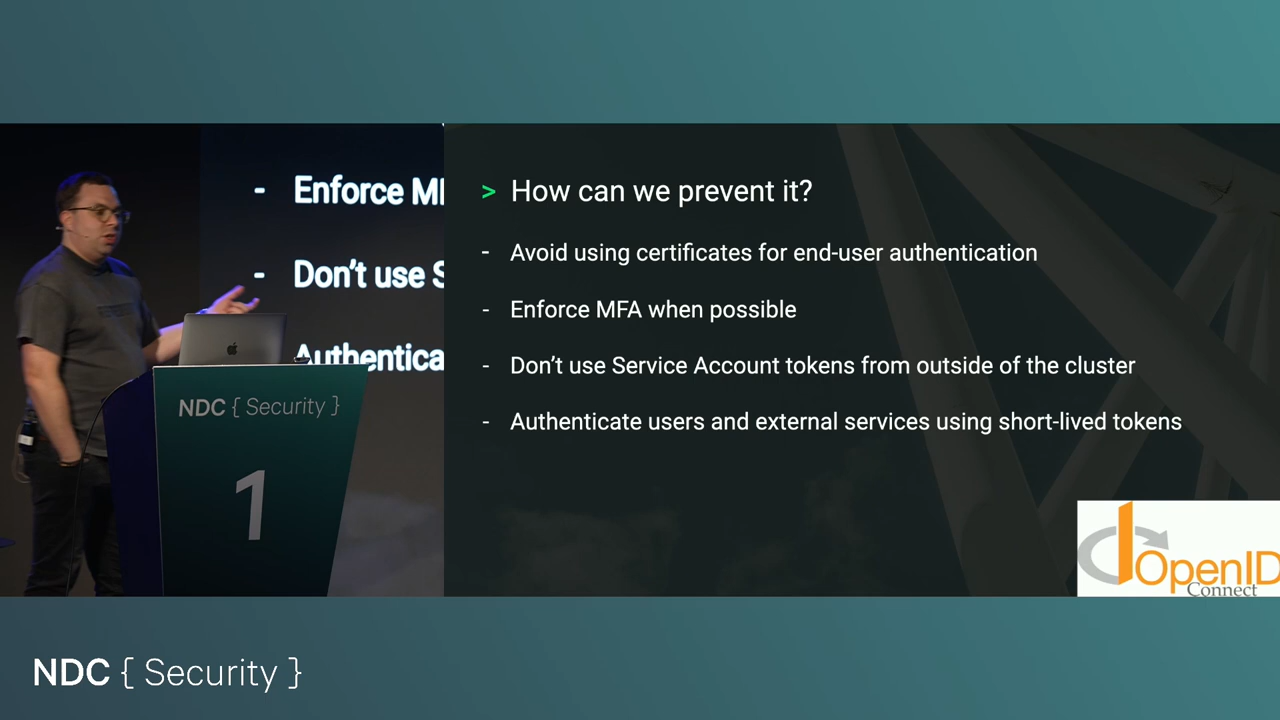 - Enforce MF
- Don't use S
Authentica
NDC { Security }
1
> How can we prevent it?
- Avoid using certificates for end-user authentication
- Enforce MFA when possible
- Don't use Service Account tokens from outside of the cluster
- Authenticate users and external services using short-lived tokens
OpenID
Connect
NDC { Security }